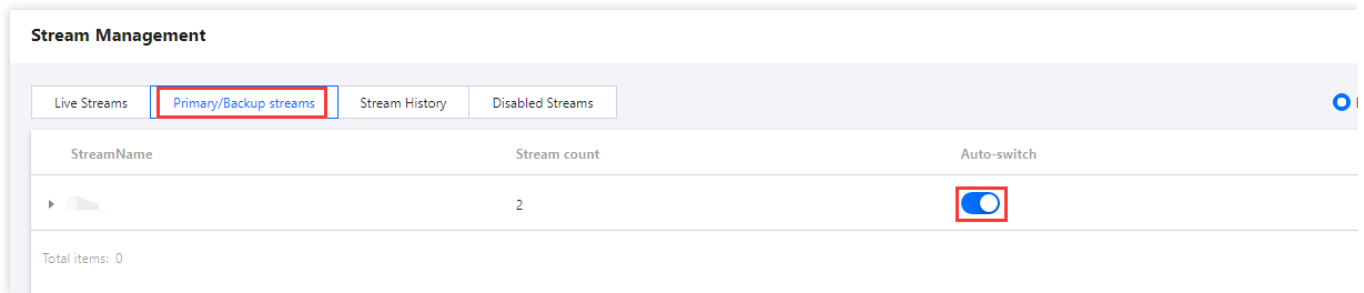 Stream Management
Live Streams Primary/Backup streams Stream History Disabled Streams
StreamName Stream count Auto-switch
2
Total items: 0